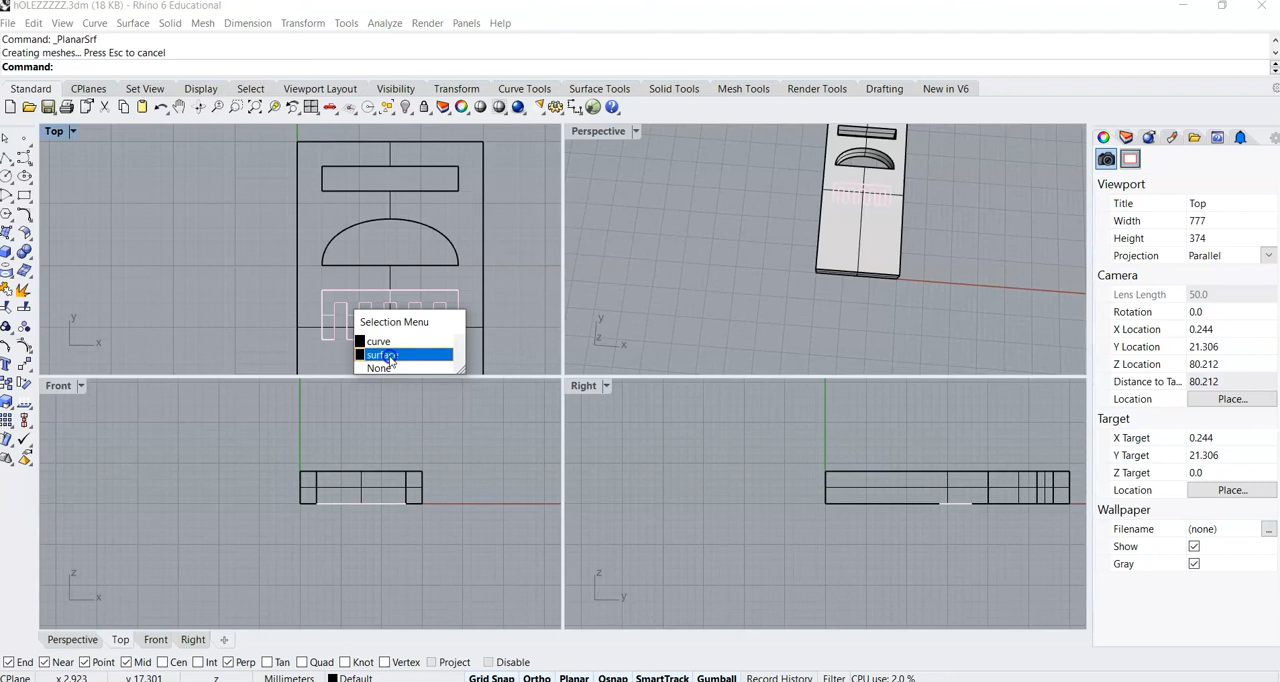 hOLEZZZZZ.3dm (18 KB) - Rhino 6 Educational
File Edit View Curve Surface Solid Mesh Dimension Transform Tools Analyze Render Panels Help
Command: _PlanarSrf
Creating meshes... Press Esc to cancel
Command:
Standard CPlanes Set View Display Select Viewport Layout Visibility Transform Curve Tools Surface Tools Solid Tools Mesh Tools Render Tools Drafting New in V6
Top
Perspective
Viewport
Title Top
Width 777
Height 374
Projection Parallel
Camera
Lens Length 50.0
Rotation 0.0
X Location 0.244
Y Location 21.306
Z Location 80.212
Distance to Ta... 80.212
Location Place...
Target
X Target 0.244
Y Target 21.306
Z Target 0.0
Location Place...
Wallpaper
Filename (none) ...
Show
Gray
Selection Menu
curve
surface
None
y
x
y
x
Front
Right
z
x
z
y
Perspective Top Front Right
End Near Point Mid Cen Int Perp Tan Quad Knot Vertex Project Disable
CPlane x 2.923 y 17.301 z Millimeters Default Grid Snap Ortho Planar Osnap SmartTrack Gumball Record History Filter CPU use: 2.0 %